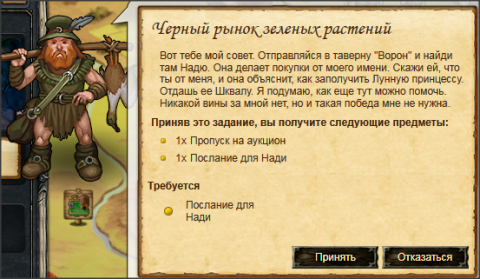 Черный рынок зеленых растений
Вот тебе мой совет. Отправляйся в таверну "Ворон" и найди
там Надю. Она делает покупки от моего имени. Скажи ей, что
ты от меня, и она объяснит, как заполучить Лунную принцессу.
Отдашь ее Шквалу. Я подумаю, как еще тут можно помочь.
Никакой вины за мной нет, но и такая победа мне не нужна.
Приняв это задание, вы получите следующие предметы:
1x Пропуск на аукцион
1x Послание для Нади
Требуется
Послание для
Нади
Принять
Отказаться